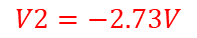 V2 = −2.73V